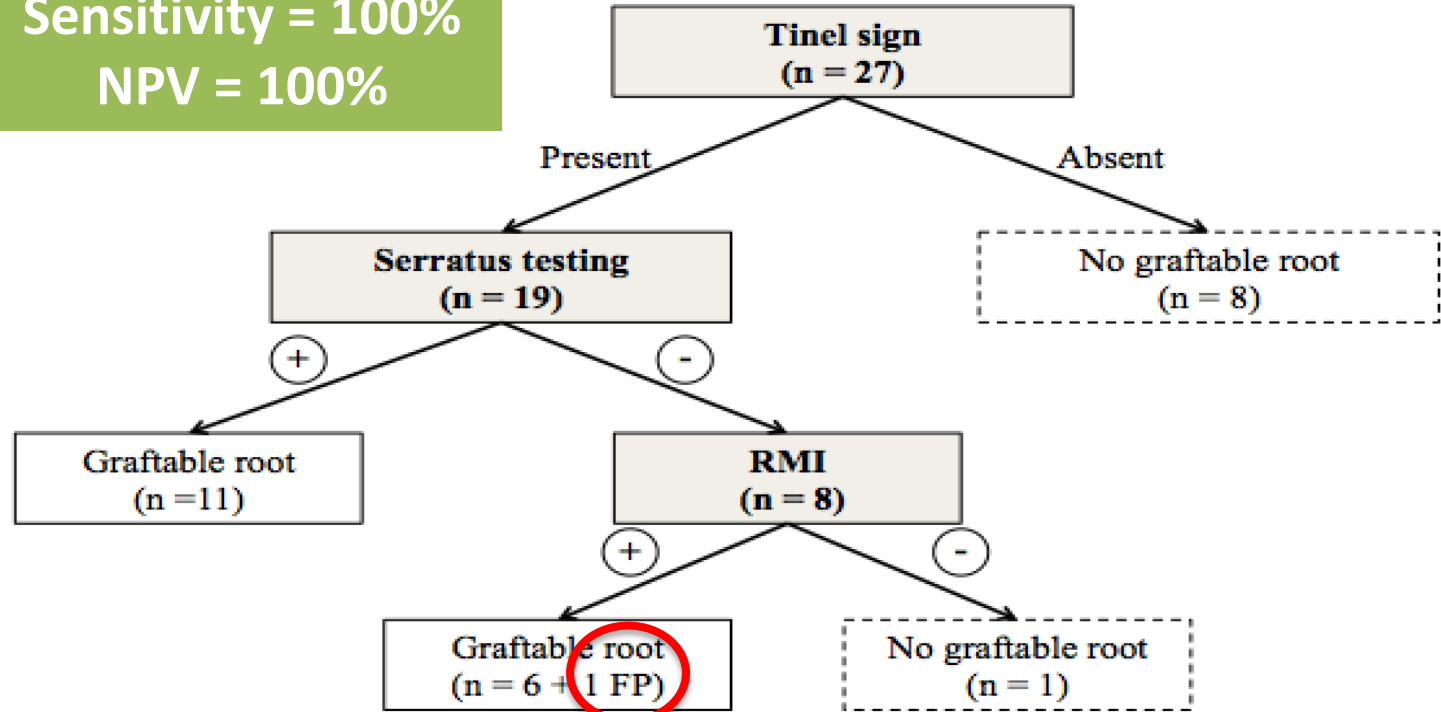 Sensitivity = 100%
NPV = 100%
Tinel sign
(n = 27)
Present
Absent
Serratus testing
(n = 19)
No graftable root
(n = 8)
+
-
Graftable root
(n =11)
RMI
(n = 8)
+
-
Graftable root
(n = 6 + 1 FP)
No graftable root
(n = 1)